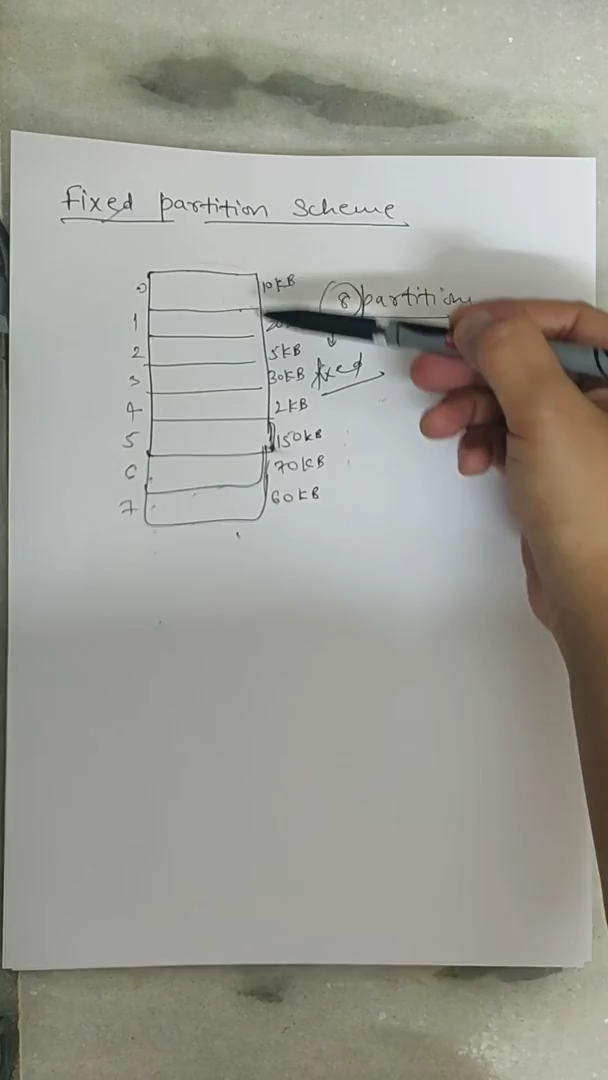 Fixed partition Scheme
0 10KB
8 partition
1
2 5KB
3 30KB fixed
4 2KB
5 150KB
6 70KB
7 60KB